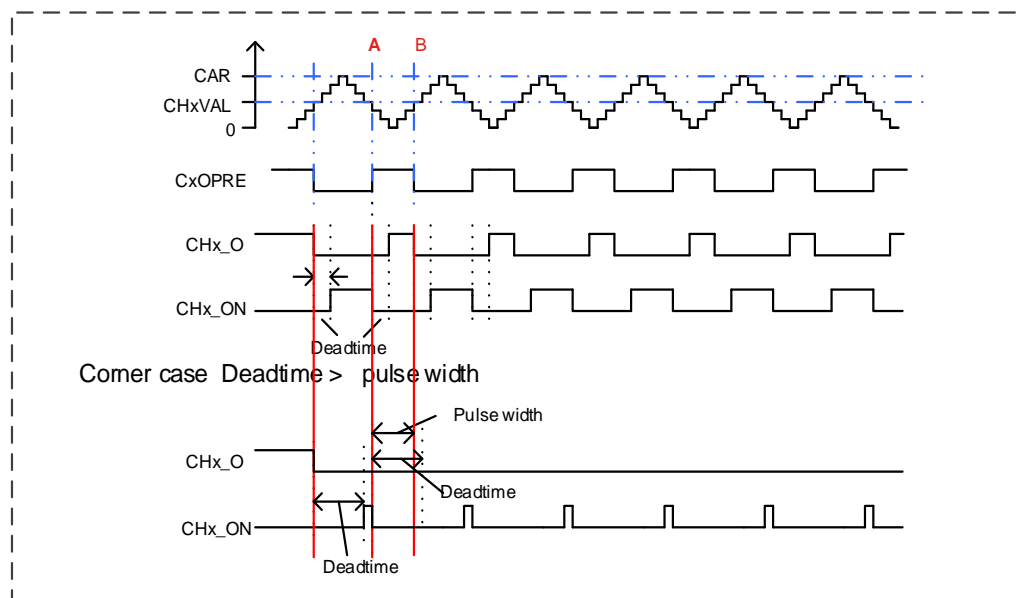 A B
CAR
CHxVAL
0
CxOPRE
CHx_O
CHx_ON
Deadtime
Corner case Deadtime > pulse width
Pulse width
CHx_O
Deadtime
CHx_ON
Deadtime